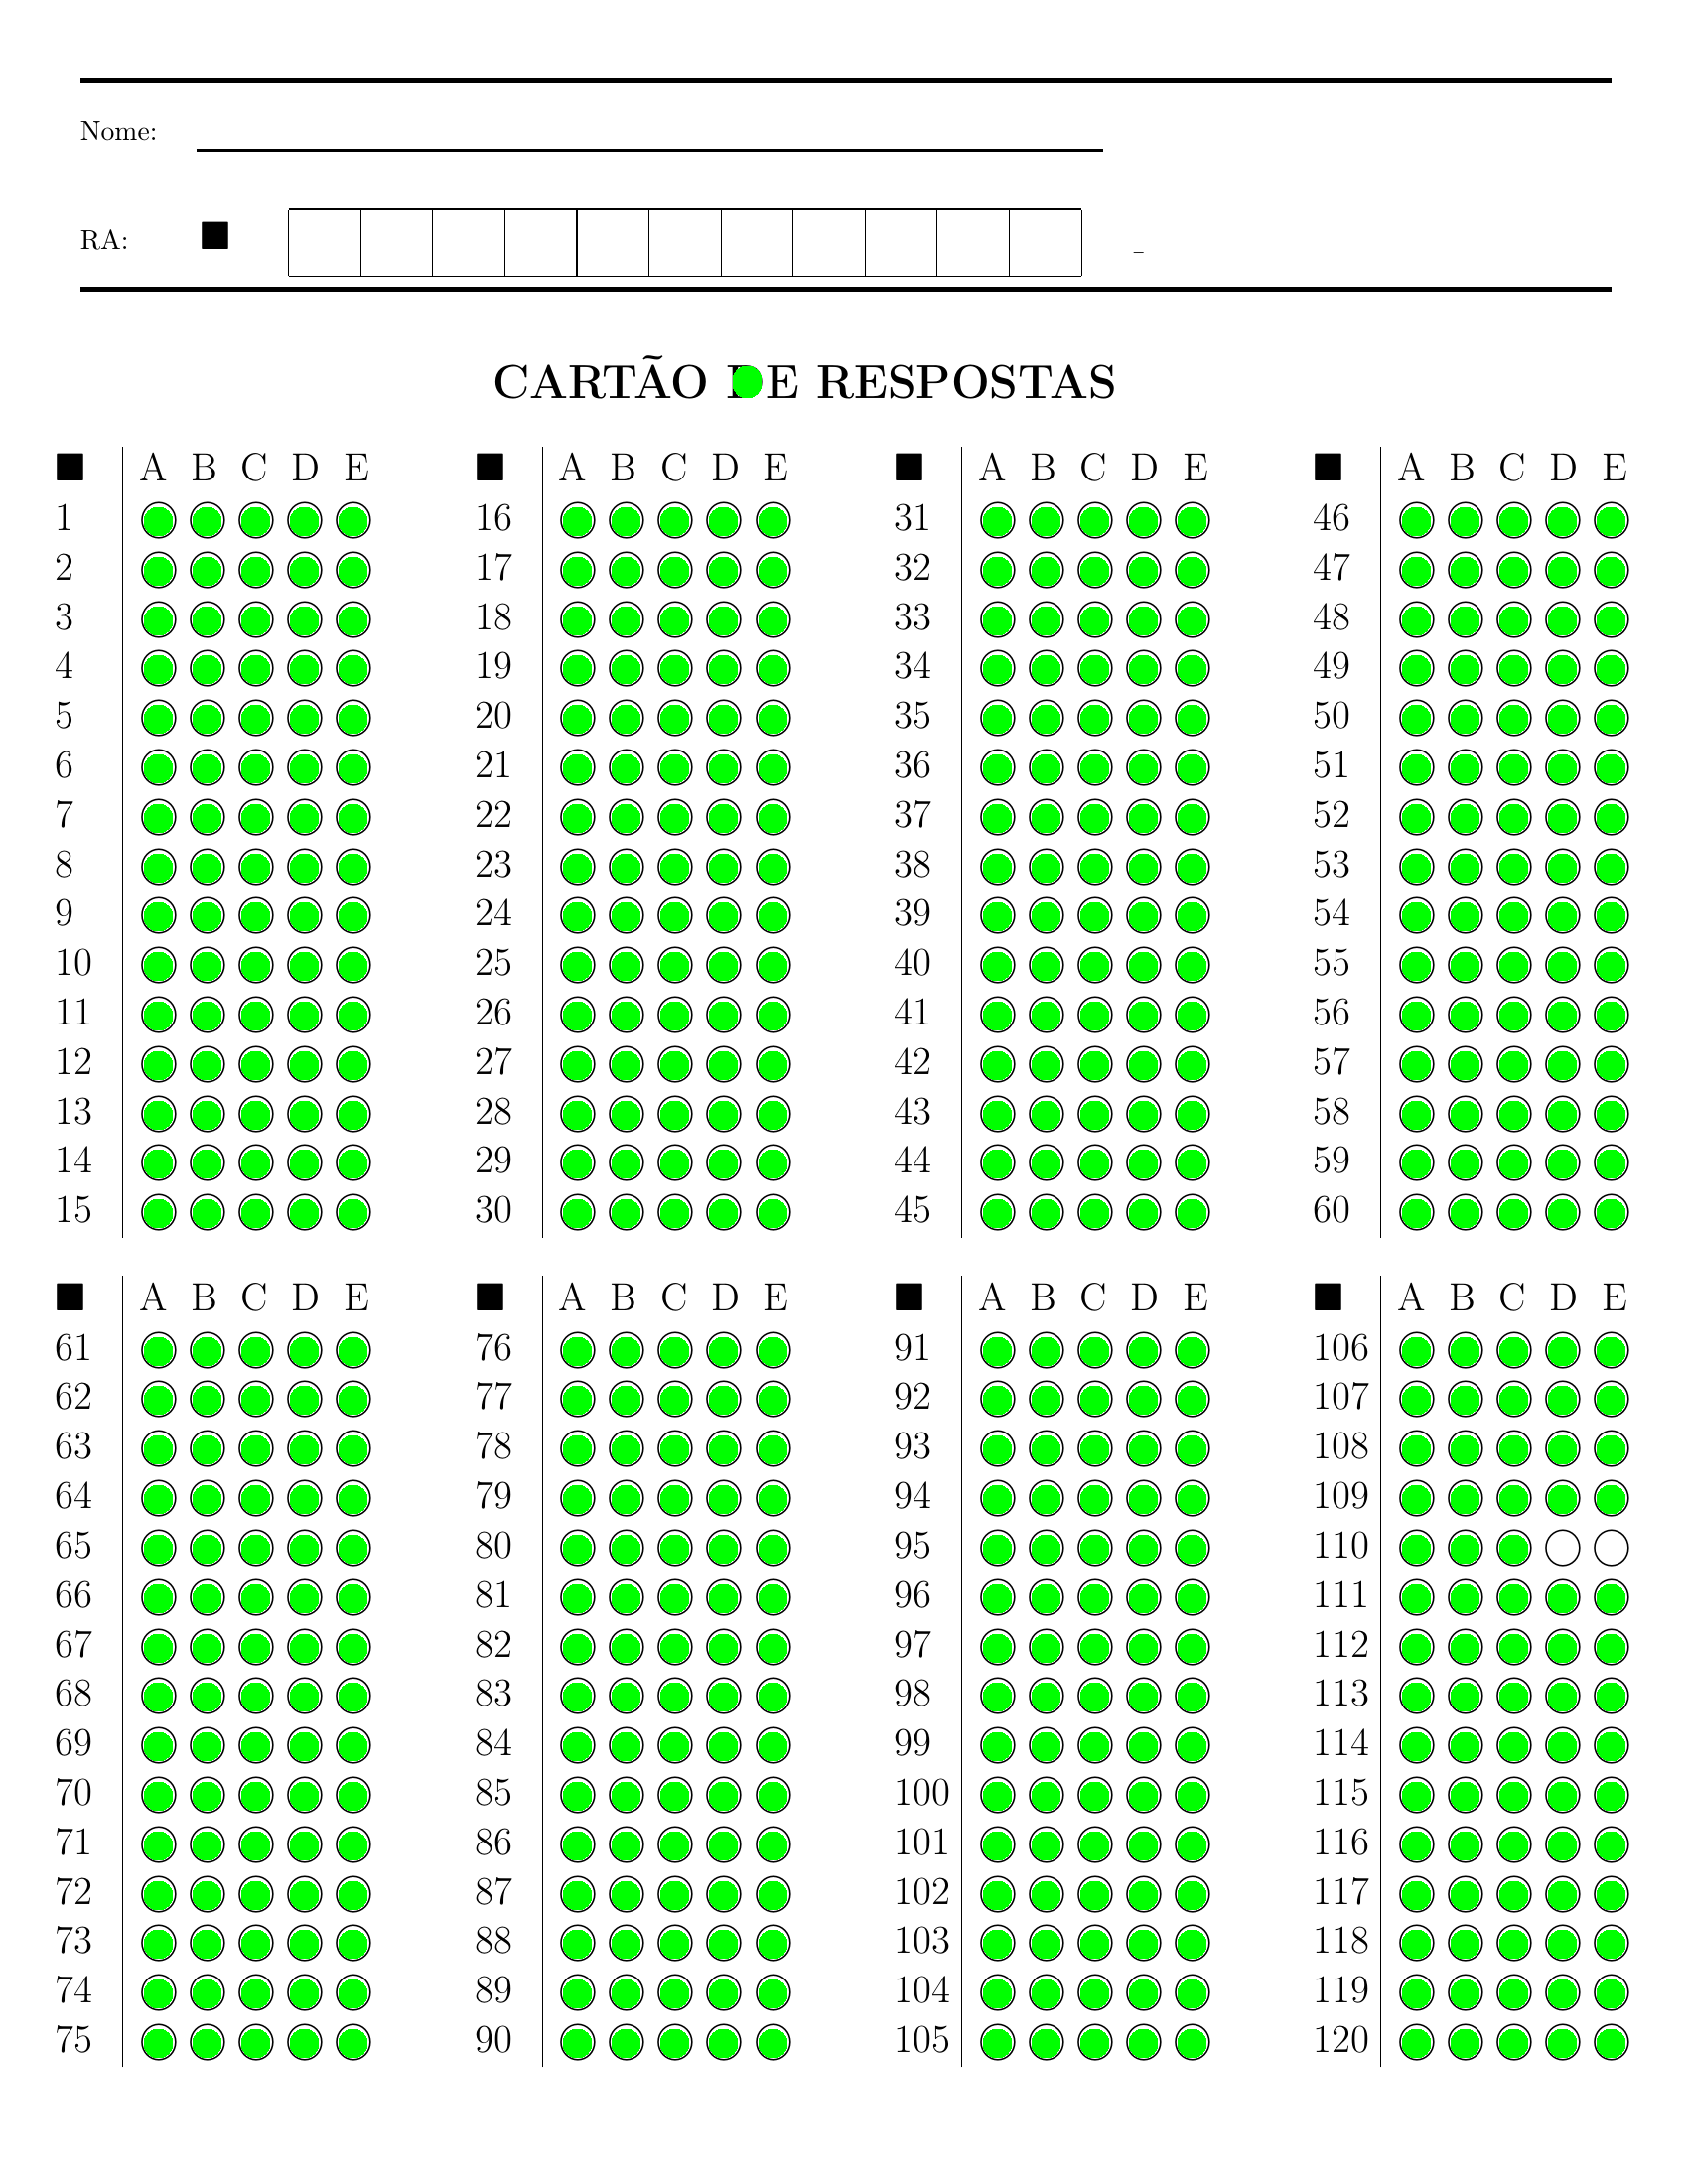 Nome:
RA:
–
CARTÃO DE RESPOSTAS
A B C D E A B C D E A B C D E A B C D E
1 16 31 46
2 17 32 47
3 18 33 48
4 19 34 49
5 20 35 50
6 21 36 51
7 22 37 52
8 23 38 53
9 24 39 54
10 25 40 55
11 26 41 56
12 27 42 57
13 28 43 58
14 29 44 59
15 30 45 60
A B C D E A B C D E A B C D E A B C D E
61 76 91 106
62 77 92 107
63 78 93 108
64 79 94 109
65 80 95 110
66 81 96 111
67 82 97 112
68 83 98 113
69 84 99 114
70 85 100 115
71 86 101 116
72 87 102 117
73 88 103 118
74 89 104 119
75 90 105 120